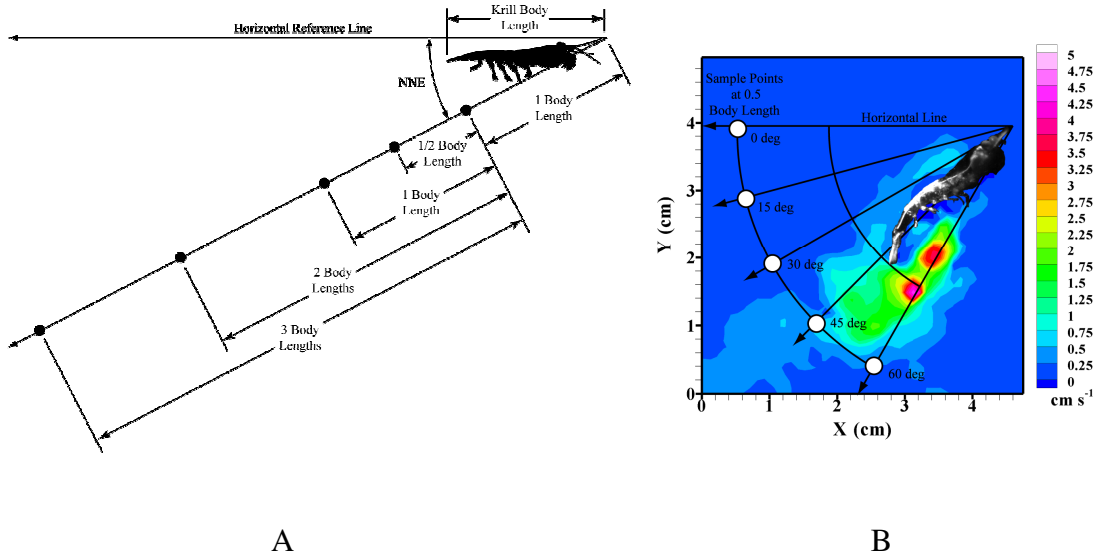 Krill Body
Length
Horizontal Reference Line
NNE
1 Body
Length
1/2 Body
Length
1 Body
Length
2 Body
Lengths
3 Body
Lengths
A
Sample Points
at 0.5
Body Length
Horizontal Line
0 deg
15 deg
30 deg
45 deg
60 deg
4
3
2
1
0
Y (cm)
0 1 2 3 4
X (cm)
5
4.75
4.5
4.25
4
3.75
3.5
3.25
3
2.75
2.5
2.25
2
1.75
1.5
1.25
1
0.75
0.5
0.25
0
cm s⁻¹
B